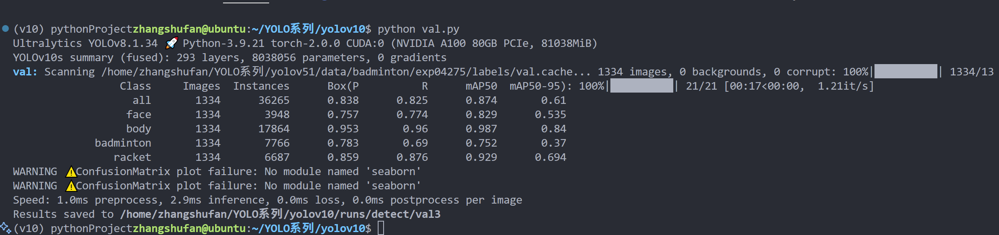 (v10) pythonProjectzhangshufan@ubuntu:~/YOLO系列/yolov10$ python val.py
Ultralytics YOLOv8.1.34 🚀 Python-3.9.21 torch-2.0.0 CUDA:0 (NVIDIA A100 80GB PCIe, 81038MiB)
YOLOv10s summary (fused): 293 layers, 8038056 parameters, 0 gradients
val: Scanning /home/zhangshufan/YOLO系列/yolov51/data/badminton/exp04275/labels/val.cache... 1334 images, 0 backgrounds, 0 corrupt: 100%|██████████| 1334/13
Class Images Instances Box(P R mAP50 mAP50-95): 100%|██████████| 21/21 [00:17<00:00, 1.21it/s]
all 1334 36265 0.838 0.825 0.874 0.61
face 1334 3948 0.757 0.774 0.829 0.535
body 1334 17864 0.953 0.96 0.987 0.84
badminton 1334 7766 0.783 0.69 0.752 0.37
racket 1334 6687 0.859 0.876 0.929 0.694
WARNING ⚠️ConfusionMatrix plot failure: No module named 'seaborn'
WARNING ⚠️ConfusionMatrix plot failure: No module named 'seaborn'
Speed: 1.0ms preprocess, 2.9ms inference, 0.0ms loss, 0.0ms postprocess per image
Results saved to /home/zhangshufan/YOLO系列/yolov10/runs/detect/val3
(v10) pythonProjectzhangshufan@ubuntu:~/YOLO系列/yolov10$